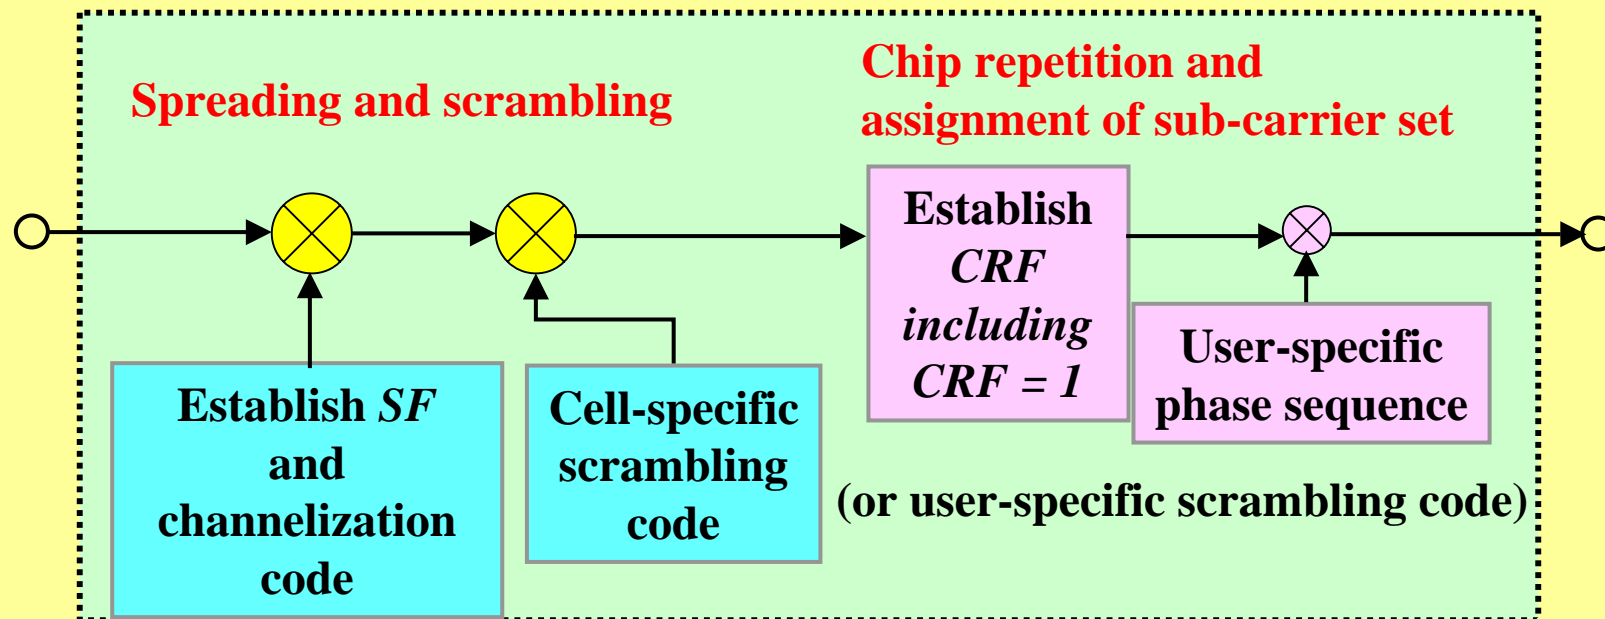 Spreading and scrambling
Chip repetition and
assignment of sub-carrier set
Establish SF
and
channelization
code
Cell-specific
scrambling
code
Establish
CRF
including
CRF = 1
User-specific
phase sequence
(or user-specific scrambling code)